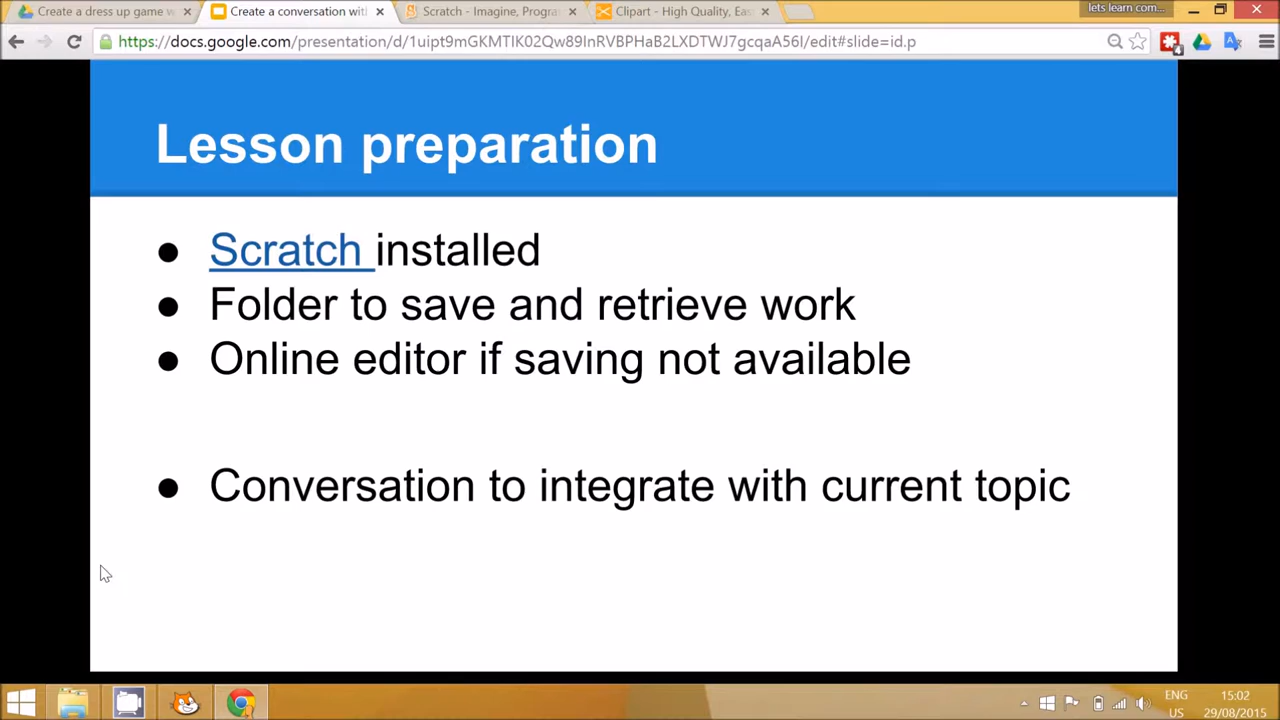 Create a dress up game w
Create a conversation wit
Scratch - Imagine, Progra
Clipart - High Quality, Eas
lets learn com...
https://docs.google.com/presentation/d/1uipt9mGKMTIK02Qw89InRVBPHaB2LXDTWJ7gcqaA56I/edit#slide=id.p
Lesson preparation
● Scratch installed
● Folder to save and retrieve work
● Online editor if saving not available
● Conversation to integrate with current topic
ENG
US
15:02
29/08/2015